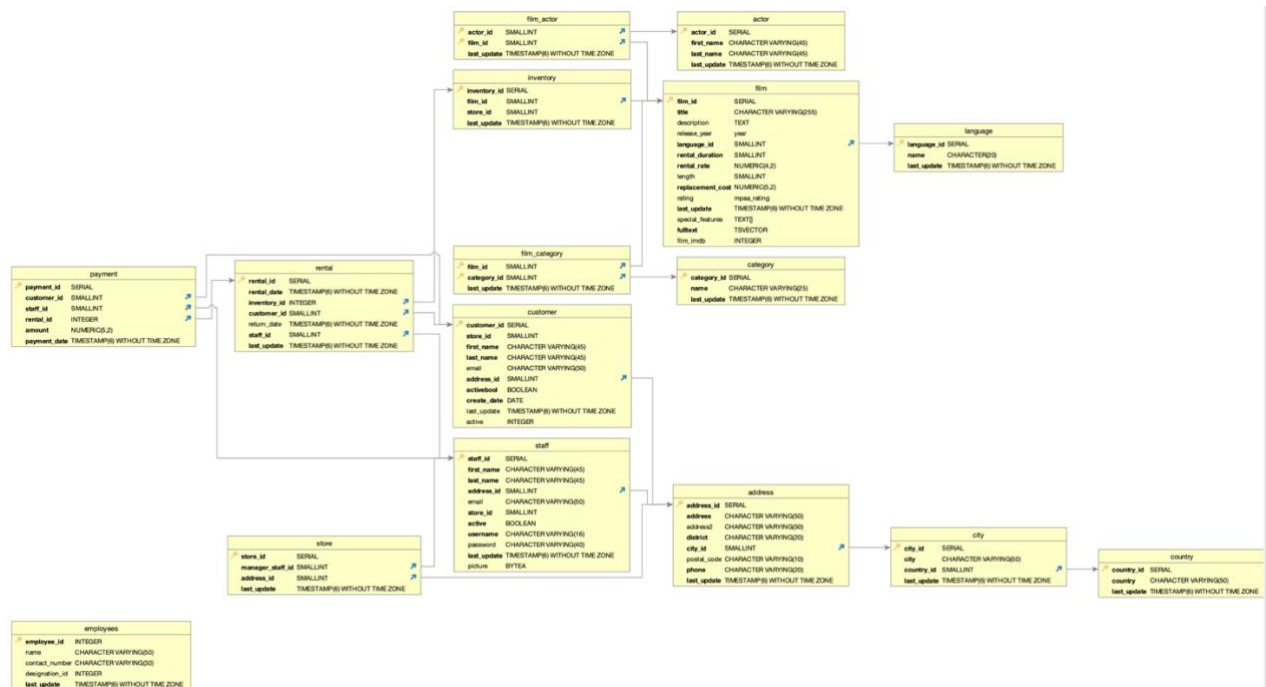 film_actor
actor_id SMALLINT
film_id SMALLINT
last_update TIMESTAMP(6) WITHOUT TIME ZONE
actor
actor_id SERIAL
first_name CHARACTER VARYING(45)
last_name CHARACTER VARYING(45)
last_update TIMESTAMP(6) WITHOUT TIME ZONE
inventory
inventory_id SERIAL
film_id SMALLINT
store_id SMALLINT
last_update TIMESTAMP(6) WITHOUT TIME ZONE
film
film_id SERIAL
title CHARACTER VARYING(255)
description TEXT
release_year year
language_id SMALLINT
rental_duration SMALLINT
rental_rate NUMERIC(4,2)
length SMALLINT
replacement_cost NUMERIC(5,2)
rating mpaa_rating
last_update TIMESTAMP(6) WITHOUT TIME ZONE
special_features TEXT[]
fulltext TSVECTOR
film_imdb INTEGER
language
language_id SERIAL
name CHARACTER(20)
last_update TIMESTAMP(6) WITHOUT TIME ZONE
film_category
film_id SMALLINT
category_id SMALLINT
last_update TIMESTAMP(6) WITHOUT TIME ZONE
category
category_id SERIAL
name CHARACTER VARYING(25)
last_update TIMESTAMP(6) WITHOUT TIME ZONE
payment
payment_id SERIAL
customer_id SMALLINT
staff_id SMALLINT
rental_id INTEGER
amount NUMERIC(5,2)
payment_date TIMESTAMP(6) WITHOUT TIME ZONE
rental
rental_id SERIAL
rental_date TIMESTAMP(6) WITHOUT TIME ZONE
inventory_id INTEGER
customer_id SMALLINT
return_date TIMESTAMP(6) WITHOUT TIME ZONE
staff_id SMALLINT
last_update TIMESTAMP(6) WITHOUT TIME ZONE
customer
customer_id SERIAL
store_id SMALLINT
first_name CHARACTER VARYING(45)
last_name CHARACTER VARYING(45)
email CHARACTER VARYING(50)
address_id SMALLINT
activebool BOOLEAN
create_date DATE
last_update TIMESTAMP(6) WITHOUT TIME ZONE
active INTEGER
staff
staff_id SERIAL
first_name CHARACTER VARYING(45)
last_name CHARACTER VARYING(45)
address_id SMALLINT
email CHARACTER VARYING(50)
store_id SMALLINT
active BOOLEAN
username CHARACTER VARYING(16)
password CHARACTER VARYING(40)
last_update TIMESTAMP(6) WITHOUT TIME ZONE
picture BYTEA
store
store_id SERIAL
manager_staff_id SMALLINT
address_id SMALLINT
last_update TIMESTAMP(6) WITHOUT TIME ZONE
address
address_id SERIAL
address CHARACTER VARYING(50)
address2 CHARACTER VARYING(50)
district CHARACTER VARYING(20)
city_id SMALLINT
postal_code CHARACTER VARYING(10)
phone CHARACTER VARYING(20)
last_update TIMESTAMP(6) WITHOUT TIME ZONE
city
city_id SERIAL
city CHARACTER VARYING(50)
country_id SMALLINT
last_update TIMESTAMP(6) WITHOUT TIME ZONE
country
country_id SERIAL
country CHARACTER VARYING(50)
last_update TIMESTAMP(6) WITHOUT TIME ZONE
employees
employee_id INTEGER
name CHARACTER VARYING(50)
contact_number CHARACTER VARYING(30)
designation_id INTEGER
last_update TIMESTAMP(6) WITHOUT TIME ZONE